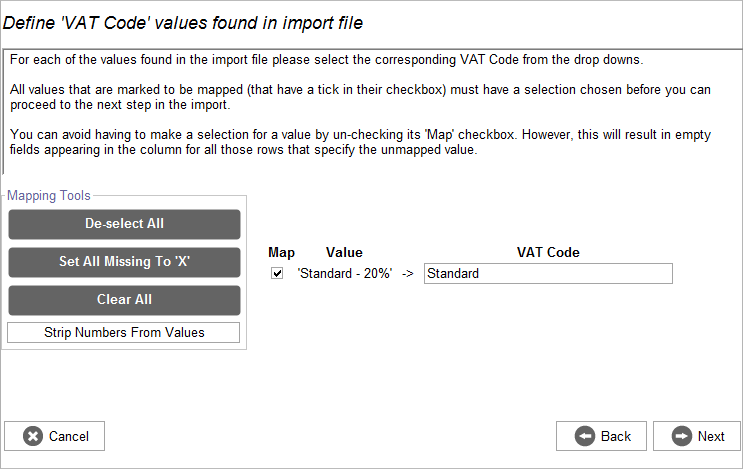 Define 'VAT Code' values found in import file
For each of the values found in the import file please select the corresponding VAT Code from the drop downs.
All values that are marked to be mapped (that have a tick in their checkbox) must have a selection chosen before you can
proceed to the next step in the import.
You can avoid having to make a selection for a value by un-checking its 'Map' checkbox. However, this will result in empty
fields appearing in the column for all those rows that specify the unmapped value.
Mapping Tools
De-select All
Set All Missing To 'X'
Clear All
Strip Numbers From Values
Map Value VAT Code
'Standard - 20%' -> Standard
Cancel Back Next